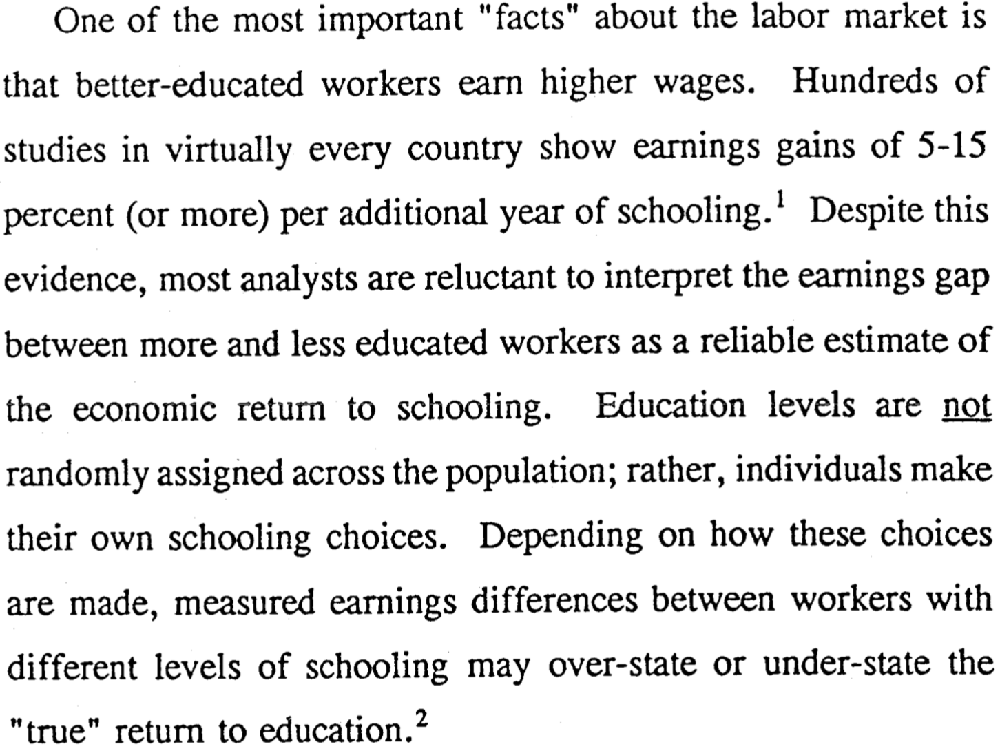 One of the most important "facts" about the labor market is
that better-educated workers earn higher wages. Hundreds of
studies in virtually every country show earnings gains of 5-15
percent (or more) per additional year of schooling.¹ Despite this
evidence, most analysts are reluctant to interpret the earnings gap
between more and less educated workers as a reliable estimate of
the economic return to schooling. Education levels are not
randomly assigned across the population; rather, individuals make
their own schooling choices. Depending on how these choices
are made, measured earnings differences between workers with
different levels of schooling may over-state or under-state the
"true" return to education.²